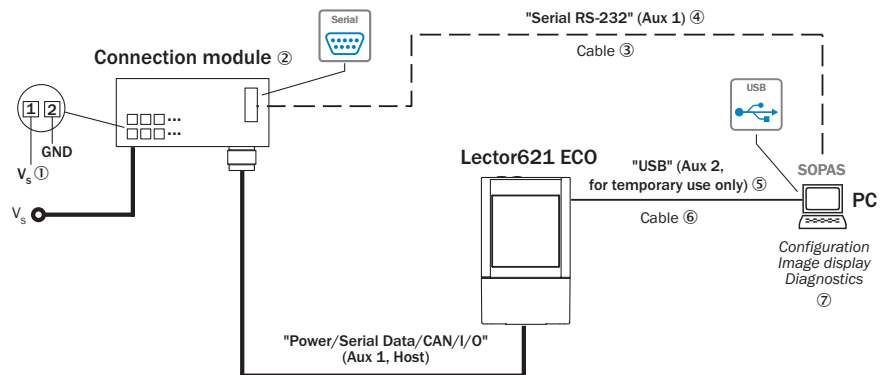 "Serial RS-232" (Aux 1) ④
Serial
Cable ③
Connection module ②
USB
1 2
GND
Vs ①
Lector621 ECO
"USB" (Aux 2,
for temporary use only) ⑤
SOPAS
PC
Vs
Cable ⑥
Configuration
Image display
Diagnostics
⑦
"Power/Serial Data/CAN/I/O"
(Aux 1, Host)